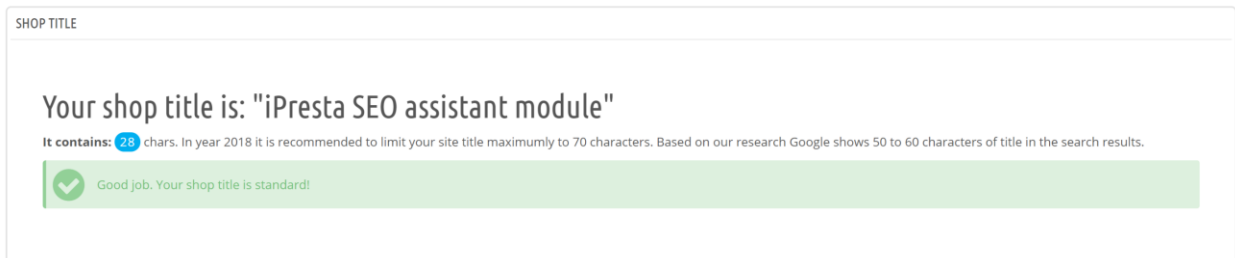 SHOP TITLE
Your shop title is: "iPresta SEO assistant module"
It contains: 28 chars. In year 2018 it is recommended to limit your site title maximumly to 70 characters. Based on our research Google shows 50 to 60 characters of title in the search results.
Good job. Your shop title is standard!